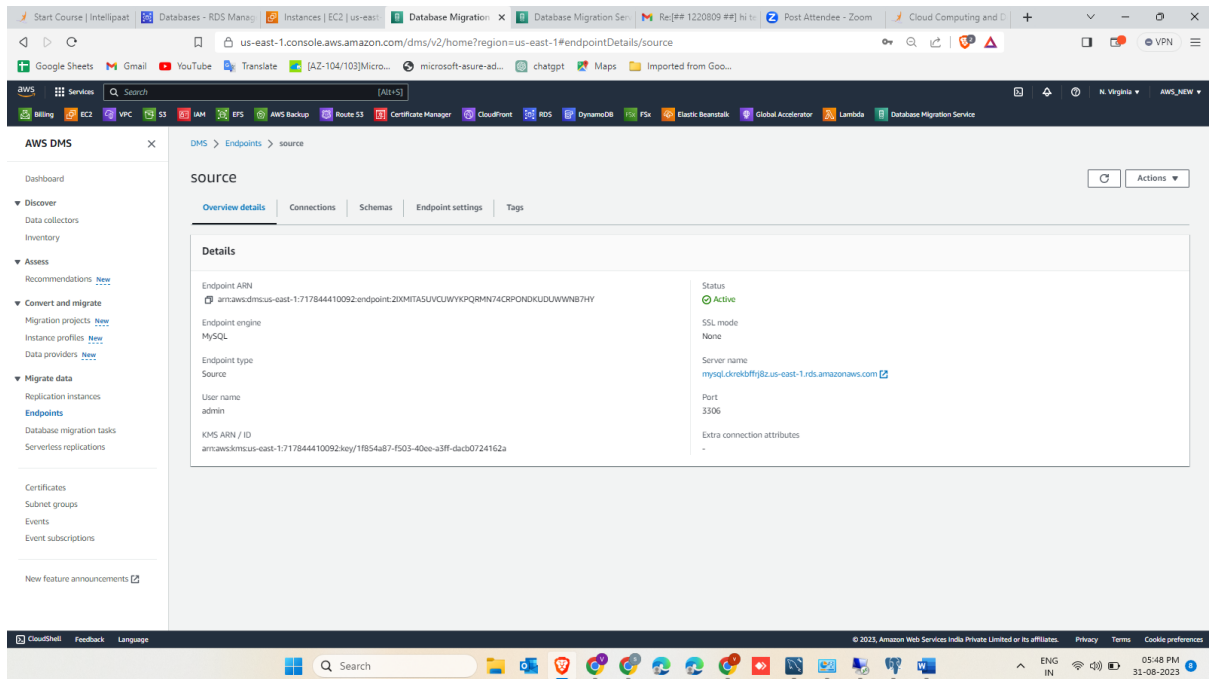 Start Course | Intellipaat
Databases - RDS Manag
Instances | EC2 | us-east-
Database Migration
Database Migration Ser
Re:[## 1220809 ##] hi t
Post Attendee - Zoom
Cloud Computing and D
us-east-1.console.aws.amazon.com/dms/v2/home?region=us-east-1#endpointDetails/source
VPN
Google Sheets
Gmail
YouTube
Translate
[AZ-104/103]Micro...
microsoft-asure-ad...
chatgpt
Maps
Imported from Goo...
aws
Services
Search
[Alt+S]
N. Virginia
AWS_NEW
Billing
EC2
VPC
S3
IAM
EFS
AWS Backup
Route 53
Certificate Manager
CloudFront
RDS
DynamoDB
FSx
Elastic Beanstalk
Global Accelerator
Lambda
Database Migration Service
AWS DMS
Dashboard
Discover
Data collectors
Inventory
Assess
Recommendations New
Convert and migrate
Migration projects New
Instance profiles New
Data providers New
Migrate data
Replication instances
Endpoints
Database migration tasks
Serverless replications
Certificates
Subnet groups
Events
Event subscriptions
New feature announcements
DMS > Endpoints > source
source
Actions
Overview details
Connections
Schemas
Endpoint settings
Tags
Details
Endpoint ARN
arn:aws:dms:us-east-1:717844410092:endpoint:2IXMITA5UVCUWYKPQRMN74CRPONDKUDUWWNB7HY
Endpoint engine
MySQL
Endpoint type
Source
User name
admin
KMS ARN / ID
arn:aws:kms:us-east-1:717844410092:key/1f854a87-f503-40ee-a3ff-dacb0724162a
Status
Active
SSL mode
None
Server name
mysql.ckrekbffrj8z.us-east-1.rds.amazonaws.com
Port
3306
Extra connection attributes
-
CloudShell
Feedback
Language
© 2023, Amazon Web Services India Private Limited or its affiliates.
Privacy
Terms
Cookie preferences
Search
ENG
IN
05:48 PM
31-08-2023
8